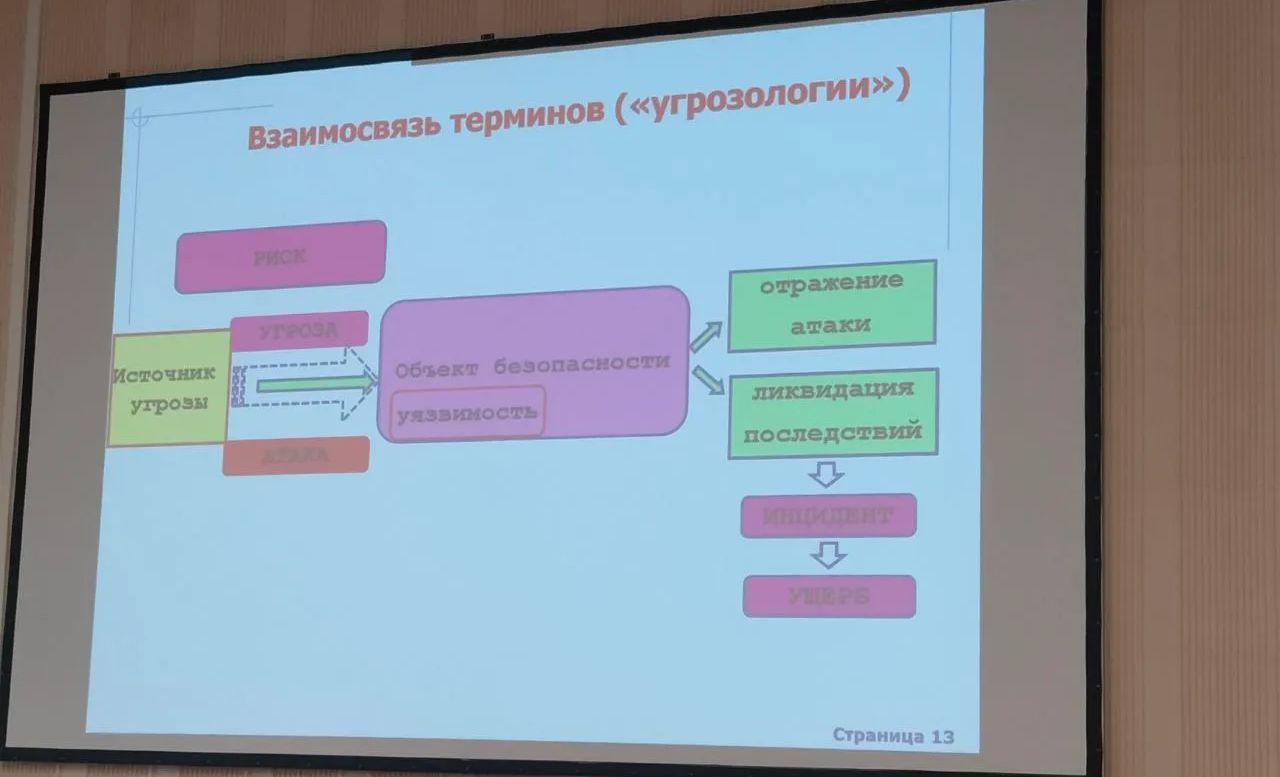 Взаимосвязь терминов («угрозологии»)
РИСК
УГРОЗА
Источник
угрозы
Объект безопасности
уязвимость
АТАКА
отражение
атаки
ликвидация
последствий
ИНЦИДЕНТ
УЩЕРБ
Страница 13